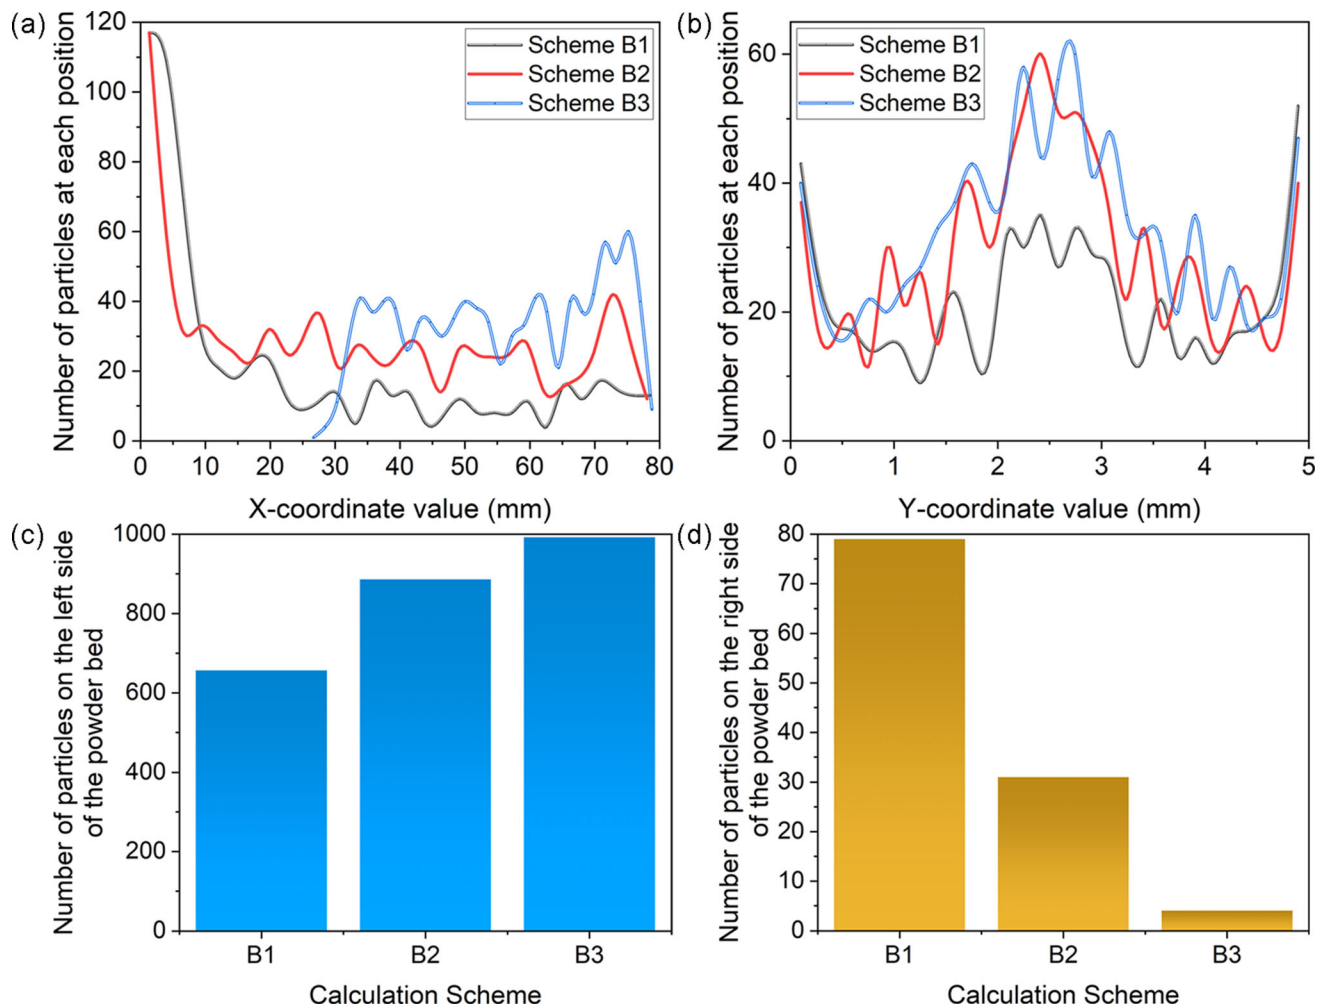 (a)
Number of particles at each position
120
100
80
60
40
20
0
Scheme B1
Scheme B2
Scheme B3
0 10 20 30 40 50 60 70 80
X-coordinate value (mm)
(b)
Number of particles at each position
60
40
20
0
Scheme B1
Scheme B2
Scheme B3
0 1 2 3 4 5
Y-coordinate value (mm)
(c)
Number of particles on the left side
of the powder bed
1000
800
600
400
200
0
B1 B2 B3
Calculation Scheme
(d)
Number of particles on the right side
of the powder bed
80
70
60
50
40
30
20
10
0
B1 B2 B3
Calculation Scheme